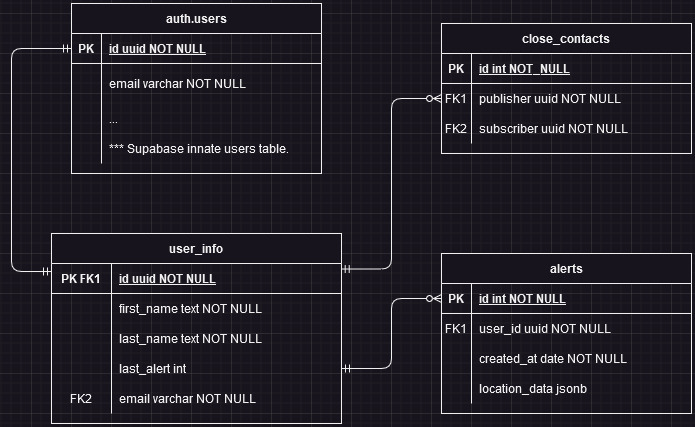 auth.users
PK id uuid NOT NULL
email varchar NOT NULL
...
*** Supabase innate users table.
close_contacts
PK id int NOT_NULL
FK1 publisher uuid NOT NULL
FK2 subscriber uuid NOT NULL
user_info
PK FK1 id uuid NOT NULL
first_name text NOT NULL
last_name text NOT NULL
last_alert int
FK2 email varchar NOT NULL
alerts
PK id int NOT NULL
FK1 user_id uuid NOT NULL
created_at date NOT NULL
location_data jsonb